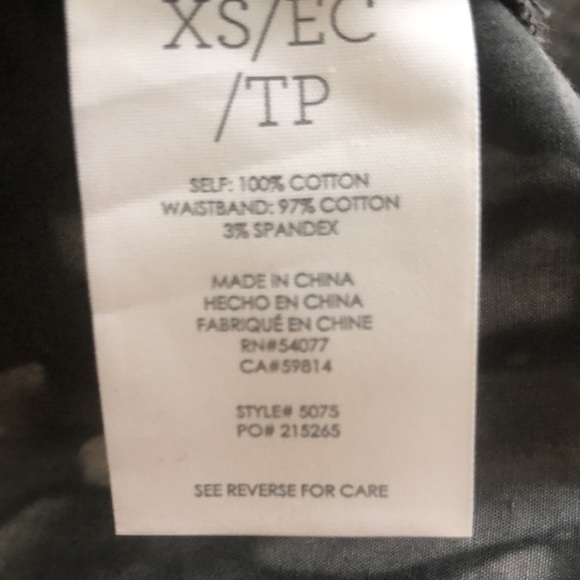 XS/EC
/TP
SELF: 100% COTTON
WAISTBAND: 97% COTTON
3% SPANDEX
MADE IN CHINA
HECHO EN CHINA
FABRIQUÉ EN CHINE
RN#54077
CA#59814
STYLE# 5075
PO# 215265
SEE REVERSE FOR CARE